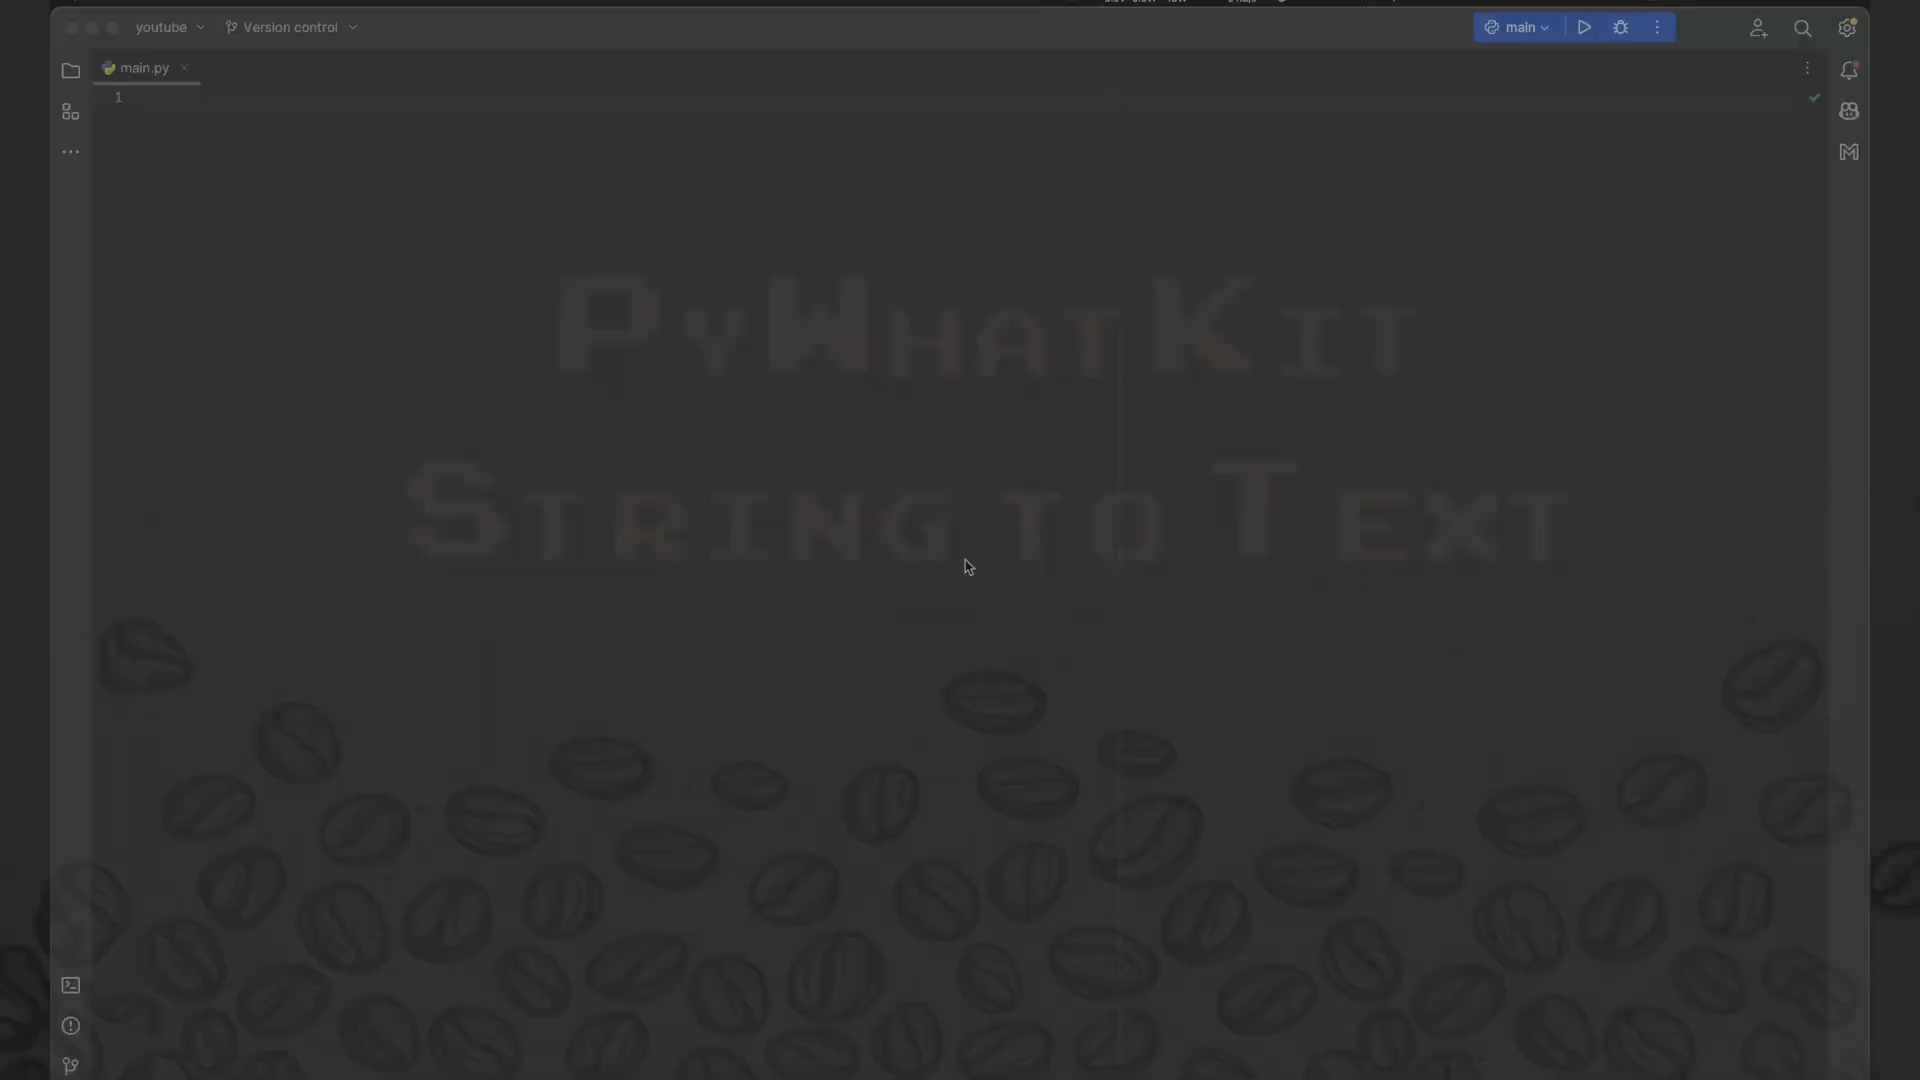 youtube
Version control
main
main.py
1
PyWhatKit
String to Text